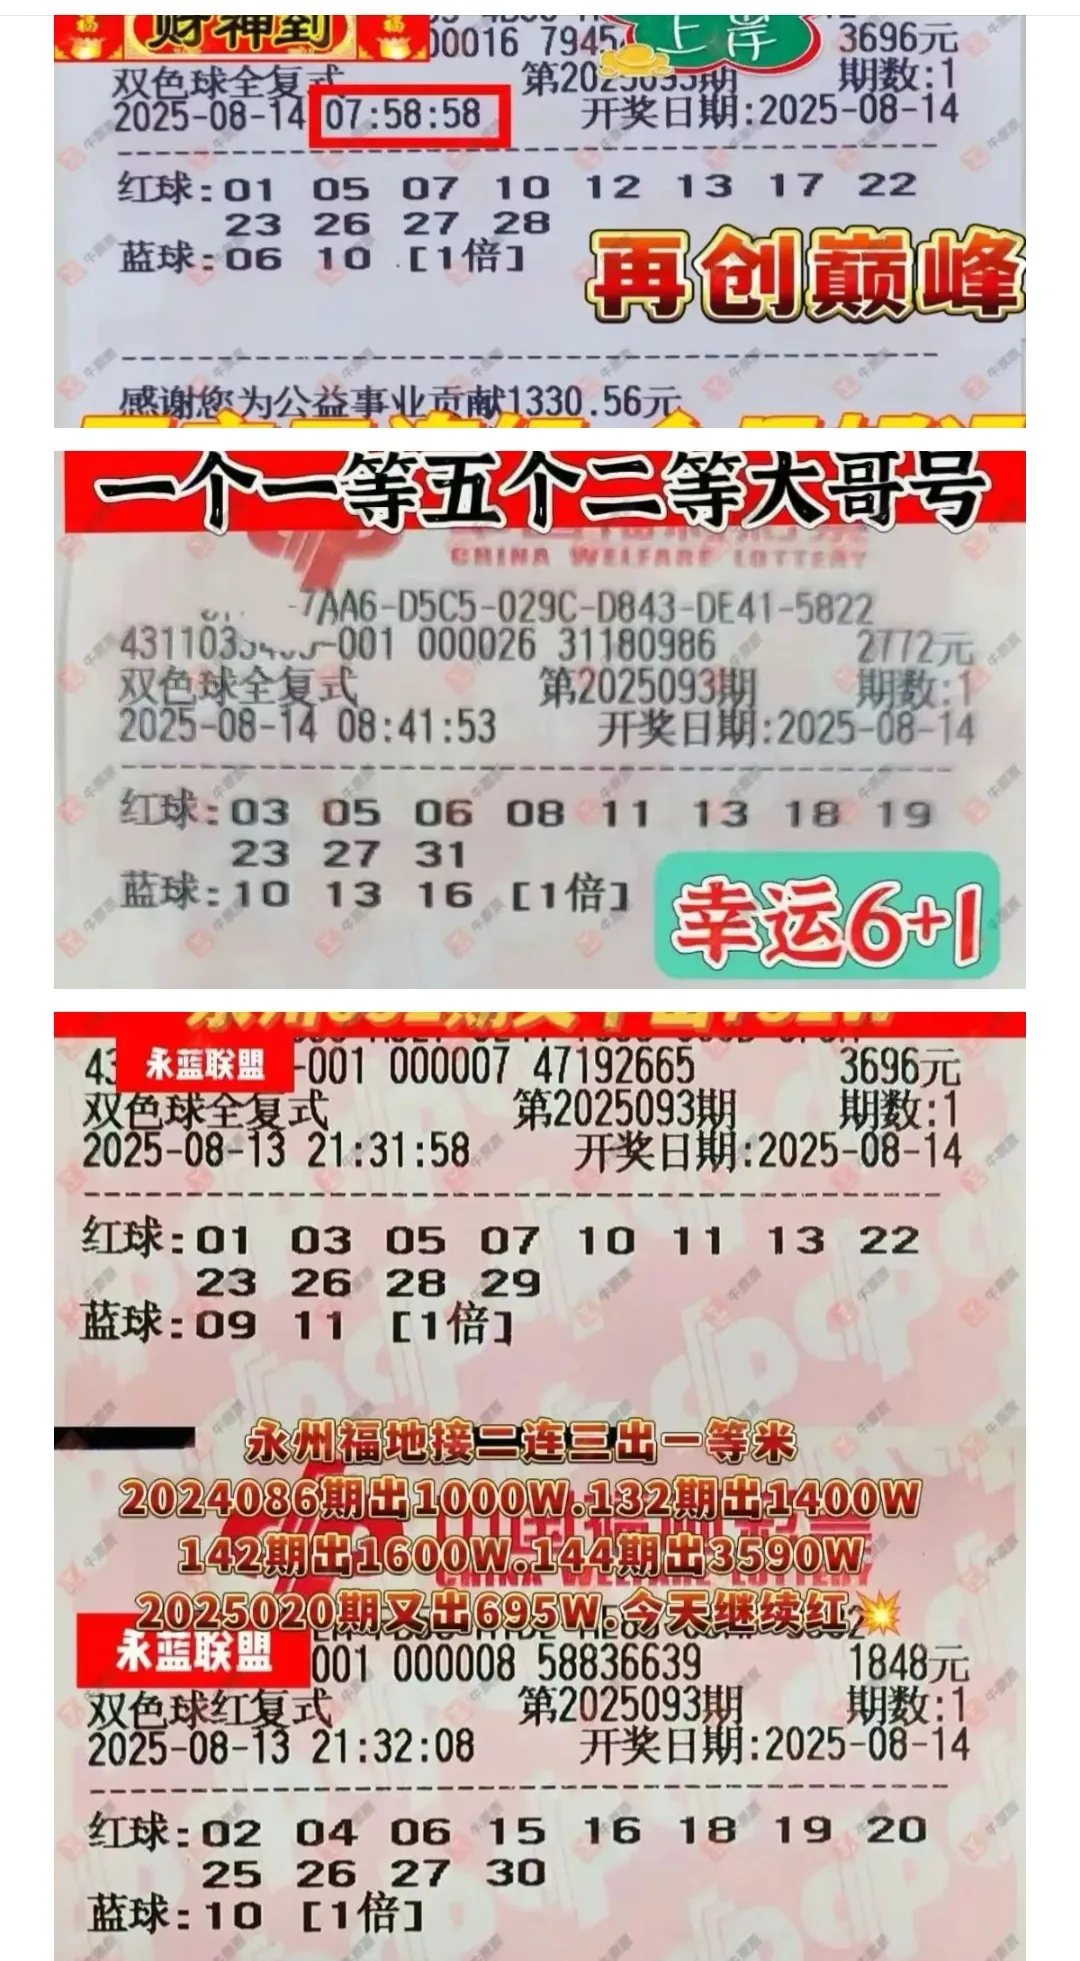 财神到
00016 7945
上岸
3696元
双色球全复式
第2025093期
期数:1
2025-08-14 07:58:58
开奖日期:2025-08-14
红球:01 05 07 10 12 13 17 22
23 26 27 28
蓝球:06 10 [1倍]
再创巅峰
感谢您为公益事业贡献1330.56元
一个一等五个二等大哥号
CHINA WELFARE LOTTERY
-7AA6-D5C5-029C-D843-DE41-5822
-001 000026 31180986 2772元
双色球全复式 第2025093期 期数:1
2025-08-14 08:41:53 开奖日期:2025-08-14
红球:03 05 06 08 11 13 18 19
23 27 31
蓝球:10 13 16 [1倍]
幸运6+1
43
永蓝联盟
-001 000007 47192665 3696元
双色球全复式 第2025093期 期数:1
2025-08-13 21:31:58 开奖日期:2025-08-14
红球:01 03 05 07 10 11 13 22
23 26 28 29
蓝球:09 11 [1倍]
永州福地接二连三出一等米
2024086期出1000W.132期出1400W
142期出1600W.144期出3590W
2025020期又出695W.今天继续红
永蓝联盟
001 000008 58836639 1848元
双色球红复式 第2025093期 期数:1
2025-08-13 21:32:08 开奖日期:2025-08-14
红球:02 04 06 15 16 18 19 20
25 26 27 30
蓝球:10 [1倍]